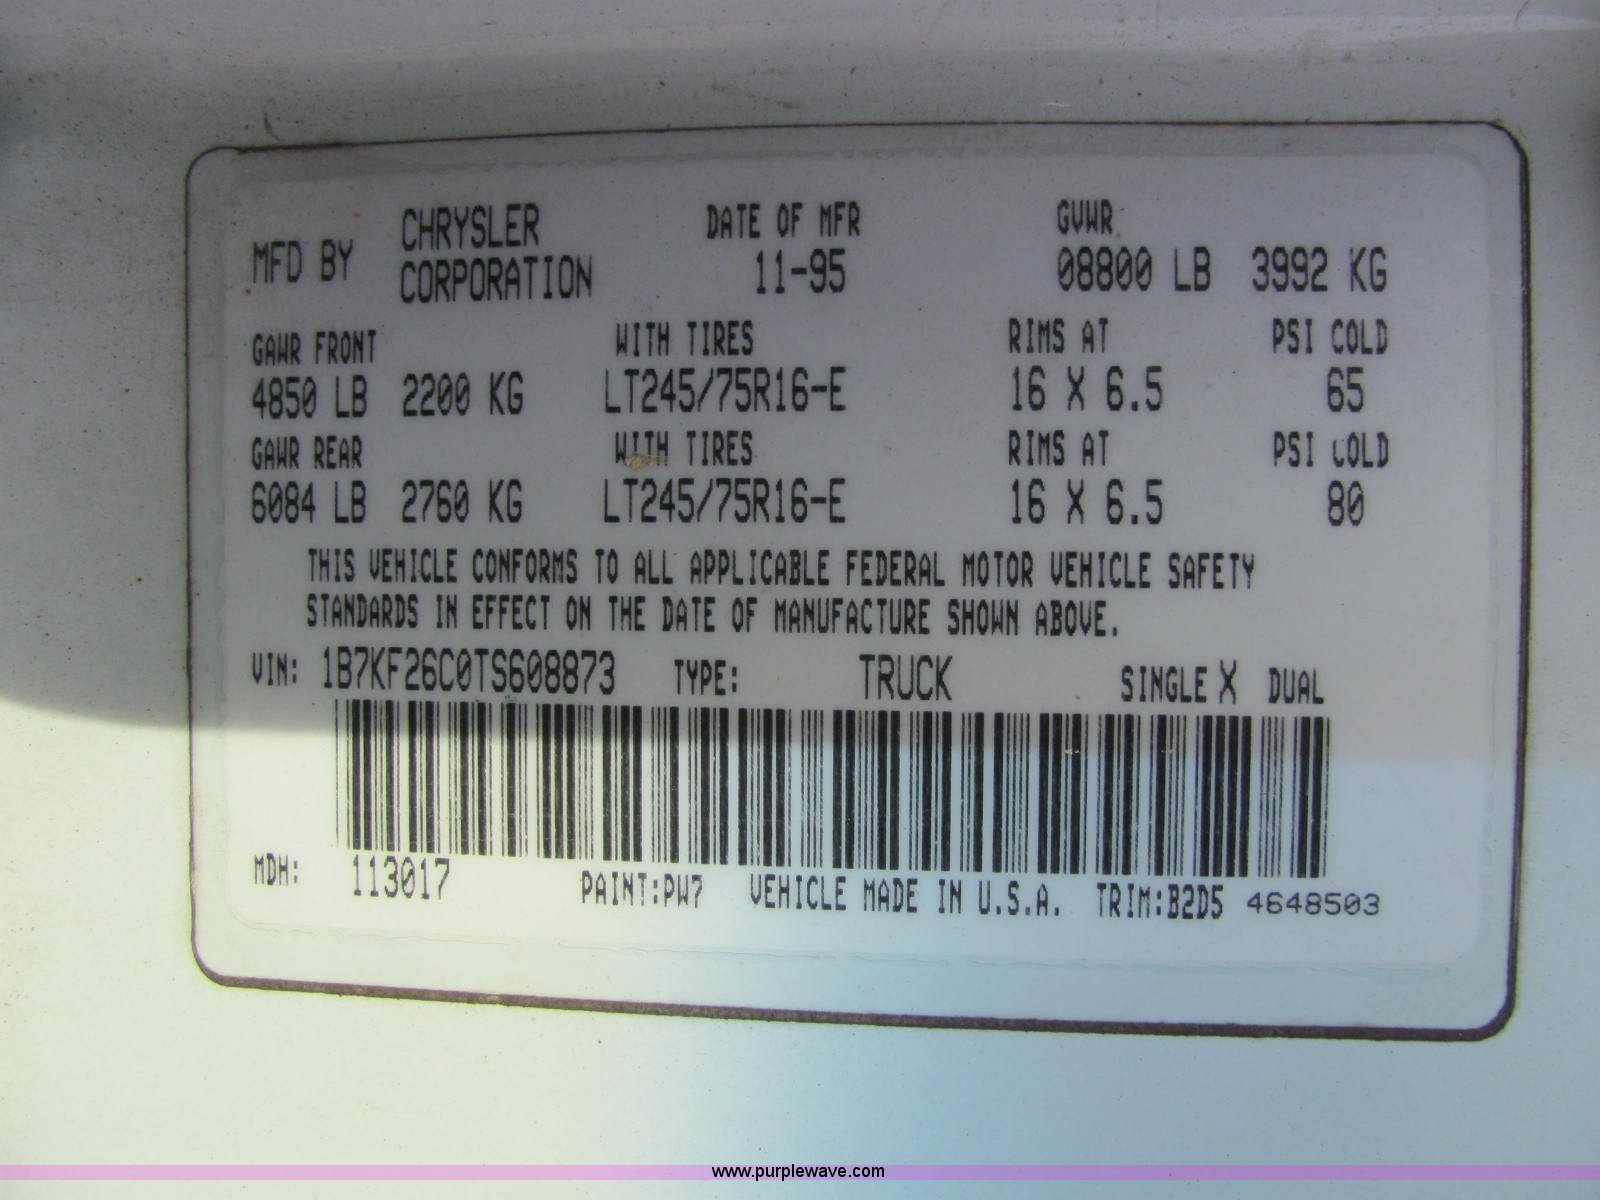 MFD BY CHRYSLER CORPORATION DATE OF MFR 11-95 GVWR 08800 LB 3992 KG
GAWR FRONT WITH TIRES RIMS AT PSI COLD
4850 LB 2200 KG LT245/75R16-E 16 X 6.5 65
GAWR REAR WITH TIRES RIMS AT PSI COLD
6084 LB 2760 KG LT245/75R16-E 16 X 6.5 80
THIS VEHICLE CONFORMS TO ALL APPLICABLE FEDERAL MOTOR VEHICLE SAFETY
STANDARDS IN EFFECT ON THE DATE OF MANUFACTURE SHOWN ABOVE.
VIN: 1B7KF26C0TS608873 TYPE: TRUCK SINGLE X DUAL
MDH: 113017 PAINT:PW7 VEHICLE MADE IN U.S.A. TRIM:B2D5 4648503
www.purplewave.com